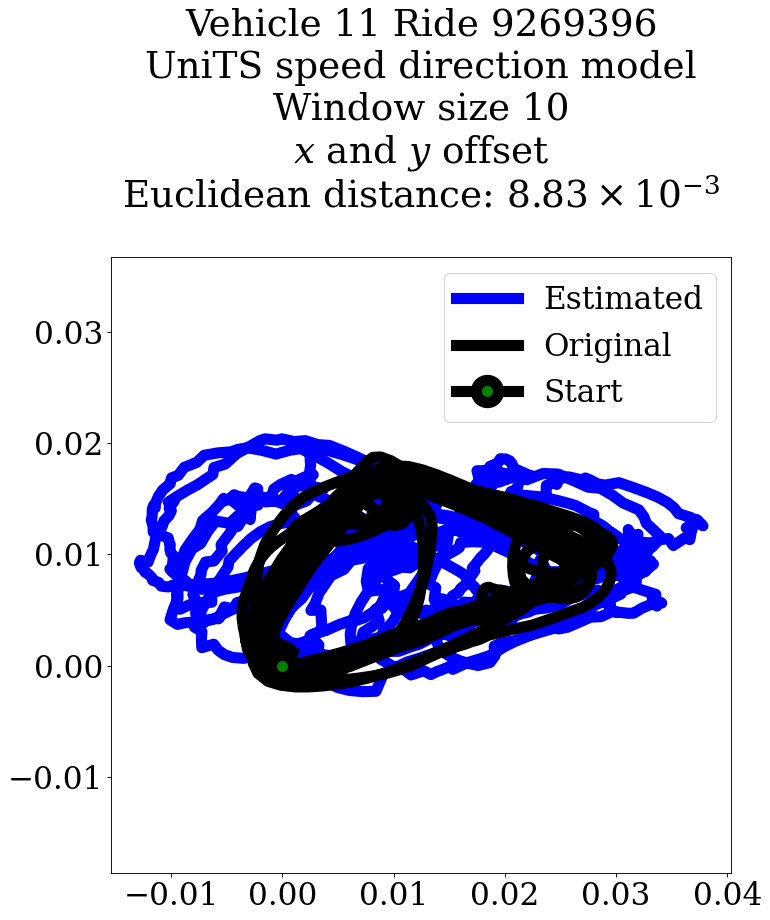 Vehicle 11 Ride 9269396
UniTS speed direction model
Window size 10
x and y offset
Euclidean distance: 8.83 × 10⁻³
Estimated
Original
Start
0.03
0.02
0.01
0.00
−0.01
−0.01 0.00 0.01 0.02 0.03 0.04